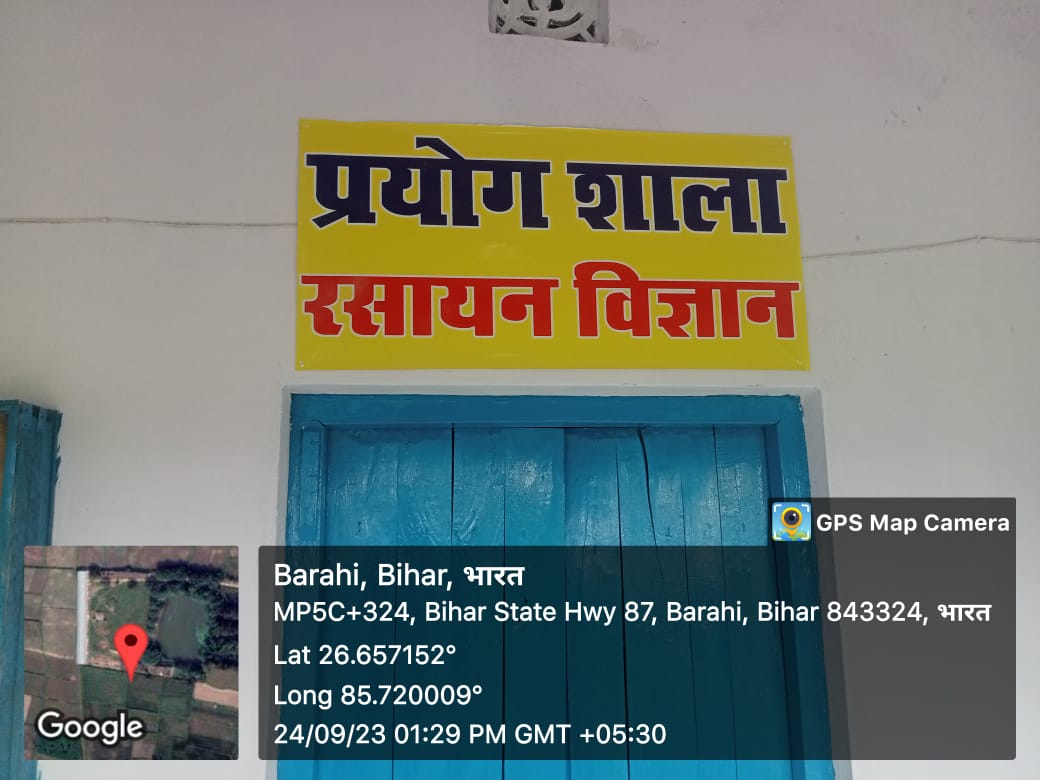 प्रयोग शाला
रसायन विज्ञान
GPS Map Camera
Barahi, Bihar, भारत
MP5C+324, Bihar State Hwy 87, Barahi, Bihar 843324, भारत
Lat 26.657152°
Long 85.720009°
24/09/23 01:29 PM GMT +05:30
Google